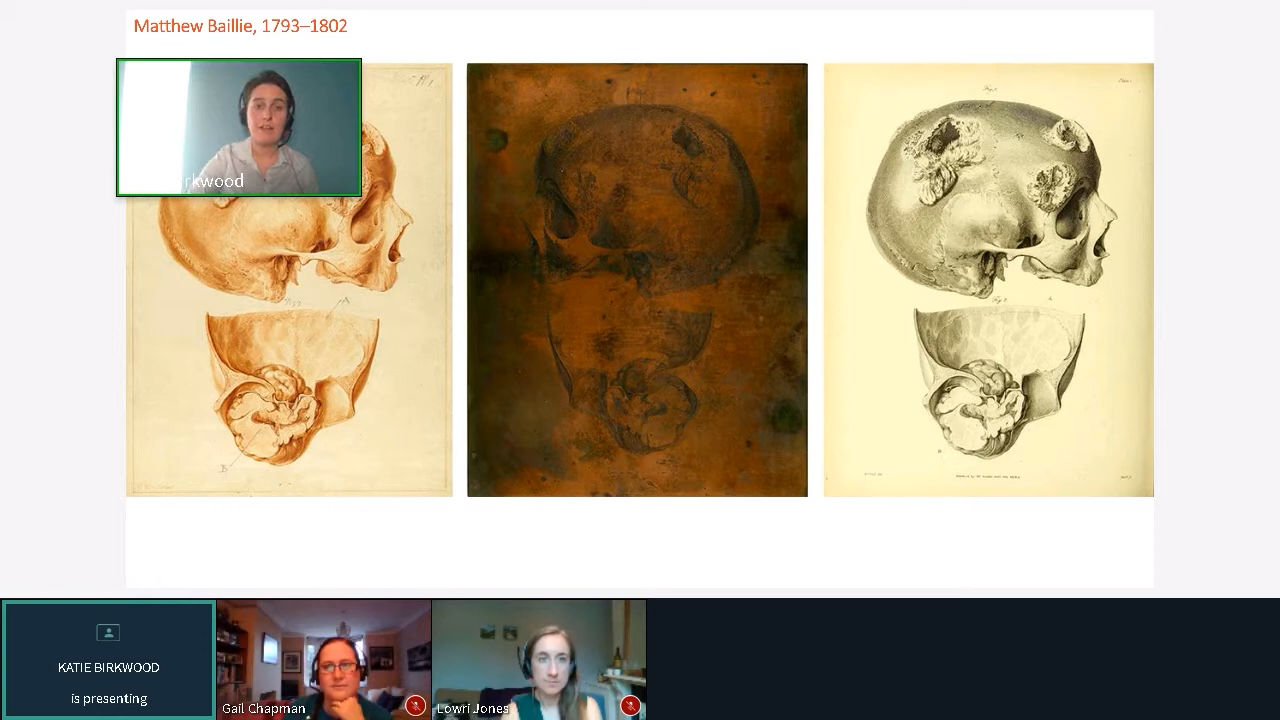 Matthew Baillie, 1793–1802
rkwood
A
B
KATIE BIRKWOOD
is presenting
Gail Chapman
Lowri Jones